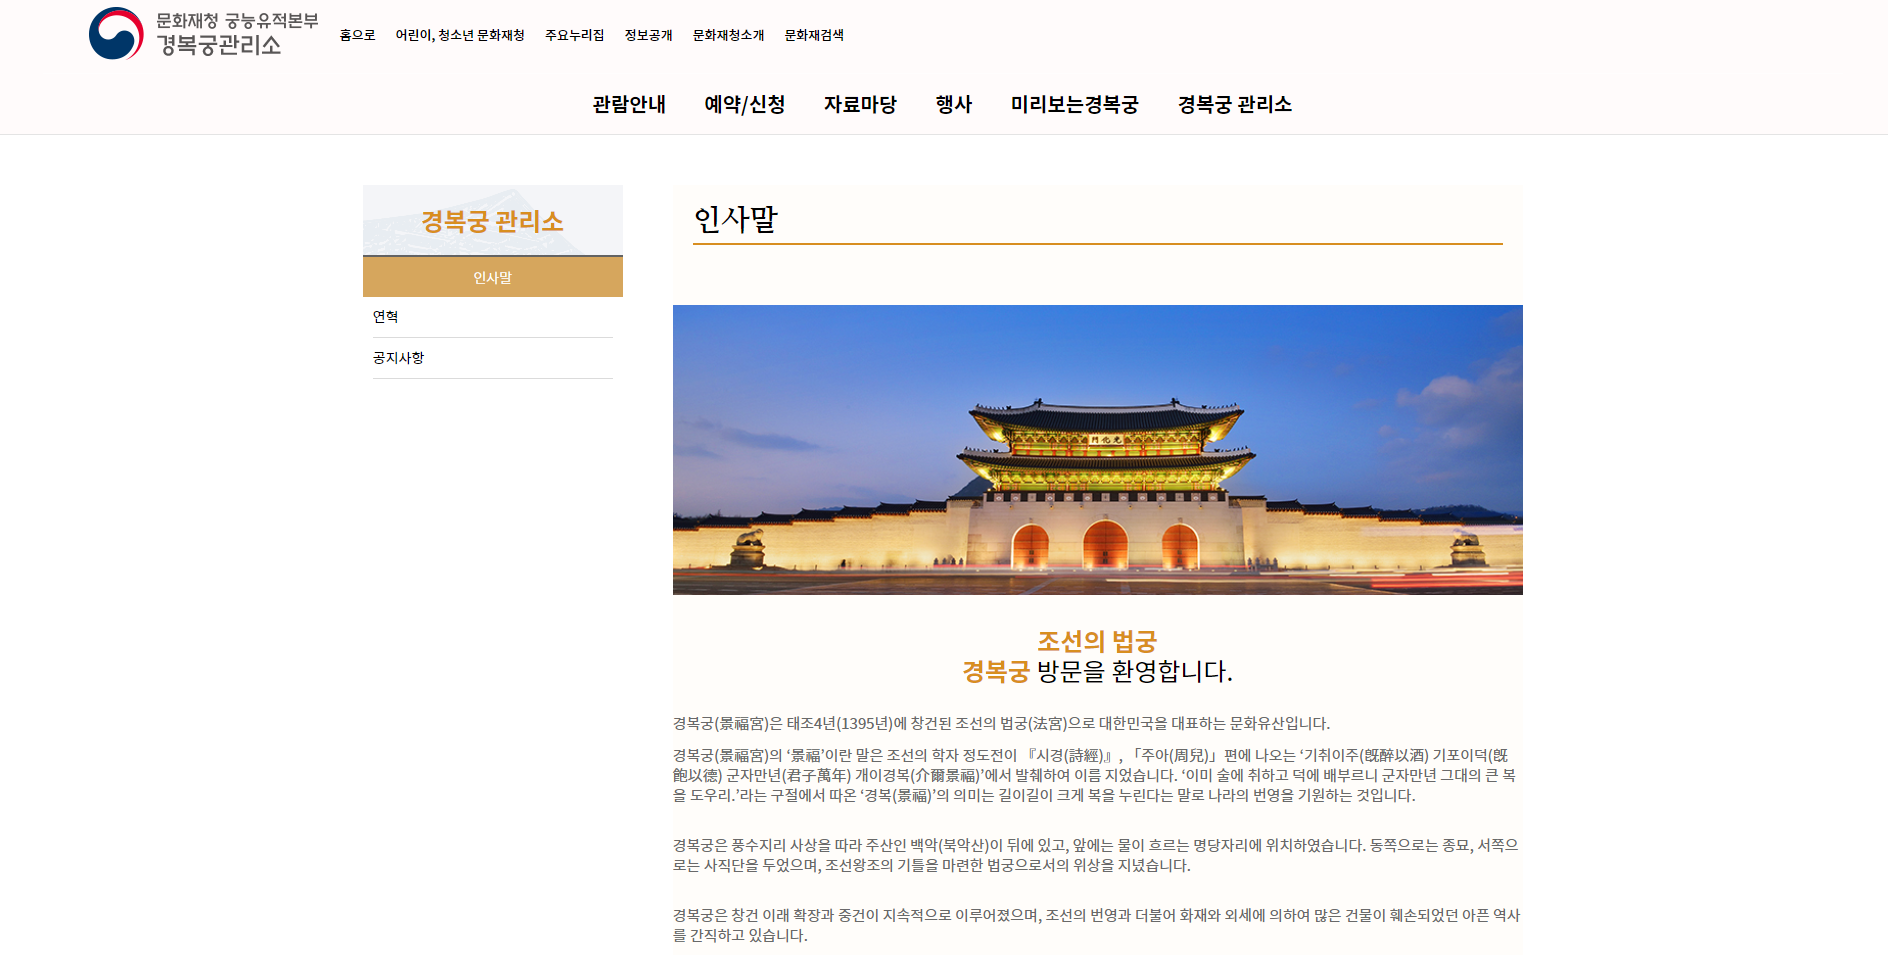 문화재청 궁능유적본부
경복궁관리소
홈으로 어린이, 청소년 문화재청 주요누리집 정보공개 문화재청소개 문화재검색
관람안내 예약/신청 자료마당 행사 미리보는경복궁 경복궁 관리소
경복궁 관리소
인사말
연혁
공지사항
인사말
門化光
조선의 법궁
경복궁 방문을 환영합니다.
경복궁(景福宮)은 태조4년(1395년)에 창건된 조선의 법궁(法宮)으로 대한민국을 대표하는 문화유산입니다.
경복궁(景福宮)의 ‘景福’이란 말은 조선의 학자 정도전이 『시경(詩經)』, 「주아(周兒)」편에 나오는 ‘기취이주(旣醉以酒) 기포이덕(旣
飽以德) 군자만년(君子萬年) 개이경복(介爾景福)’에서 발췌하여 이름 지었습니다. ‘이미 술에 취하고 덕에 배부르니 군자만년 그대의 큰 복
을 도우리.’라는 구절에서 따온 ‘경복(景福)’의 의미는 길이길이 크게 복을 누린다는 말로 나라의 번영을 기원하는 것입니다.
경복궁은 풍수지리 사상을 따라 주산인 백악(북악산)이 뒤에 있고, 앞에는 물이 흐르는 명당자리에 위치하였습니다. 동쪽으로는 종묘, 서쪽으
로는 사직단을 두었으며, 조선왕조의 기틀을 마련한 법궁으로서의 위상을 지녔습니다.
경복궁은 창건 이래 확장과 중건이 지속적으로 이루어졌으며, 조선의 번영과 더불어 화재와 외세에 의하여 많은 건물이 훼손되었던 아픈 역사
를 간직하고 있습니다.